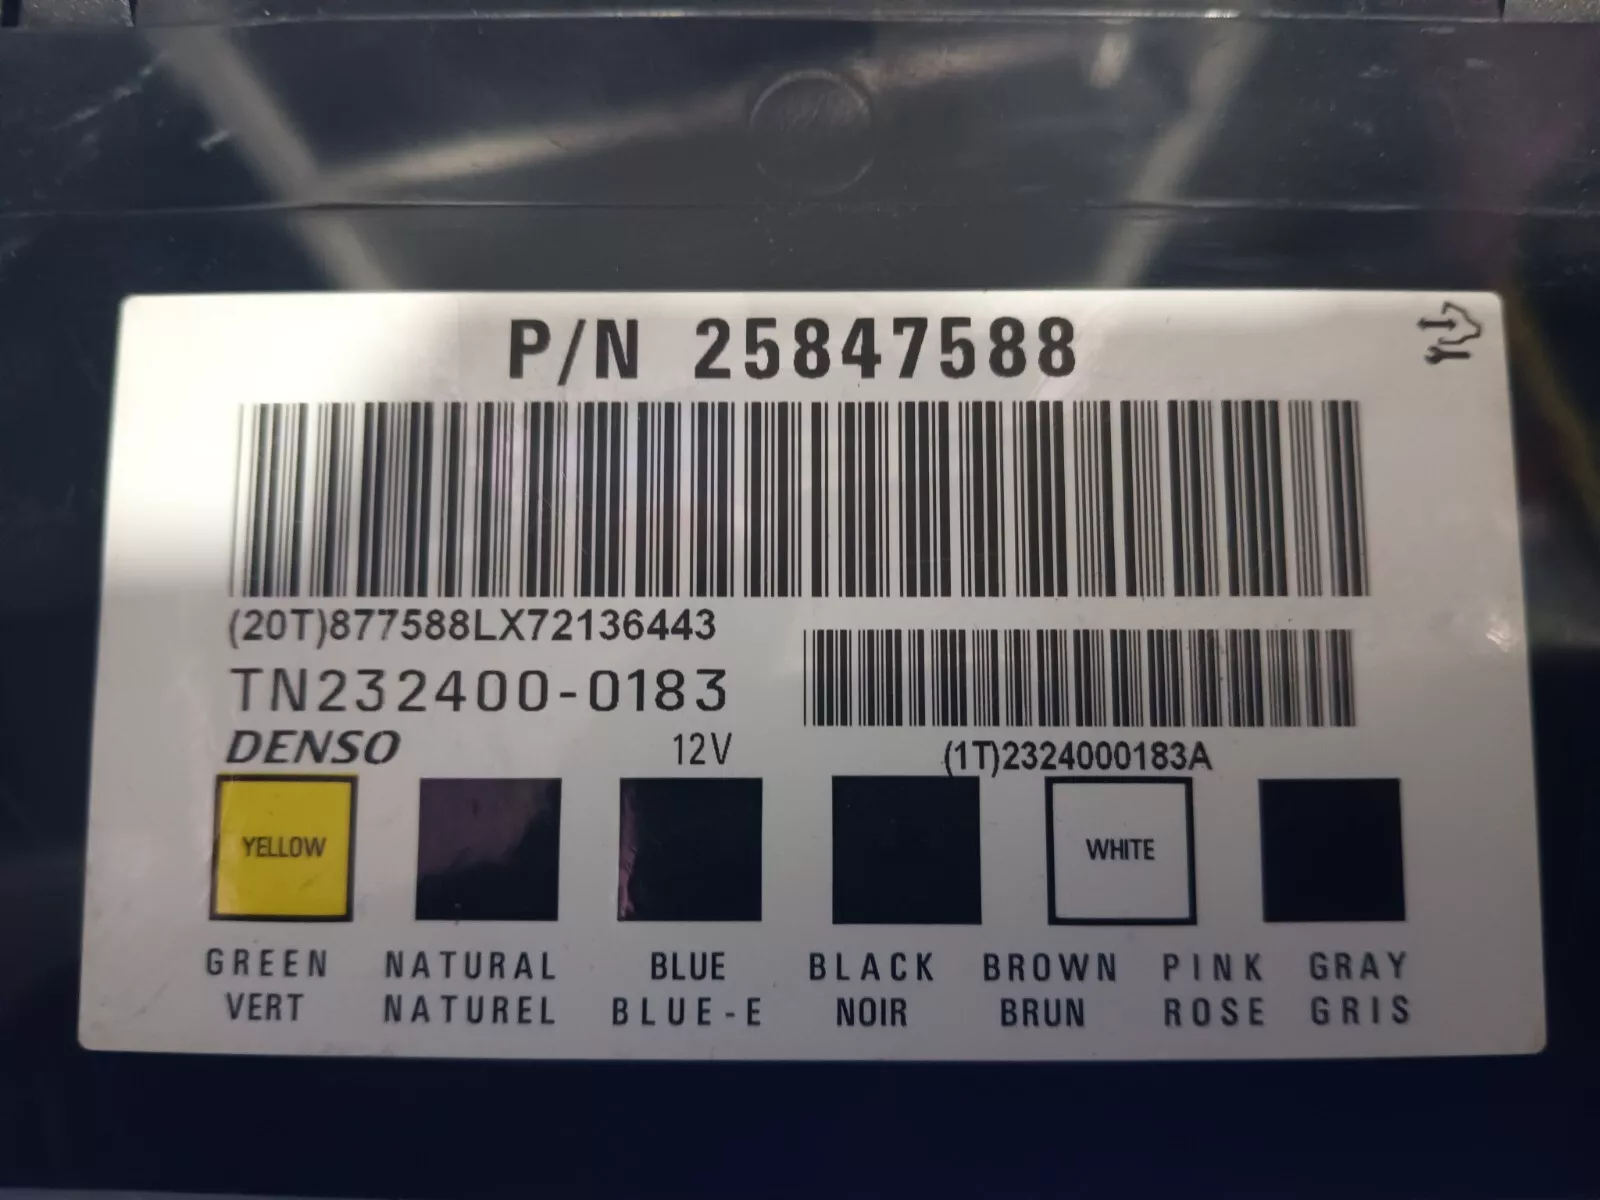 P/N 25847588
(20T)877588LX72136443
TN232400-0183
DENSO 12V
(1T)2324000183A
YELLOW WHITE
GREEN NATURAL BLUE BLACK BROWN PINK GRAY
VERT NATUREL BLUE-E NOIR BRUN ROSE GRIS